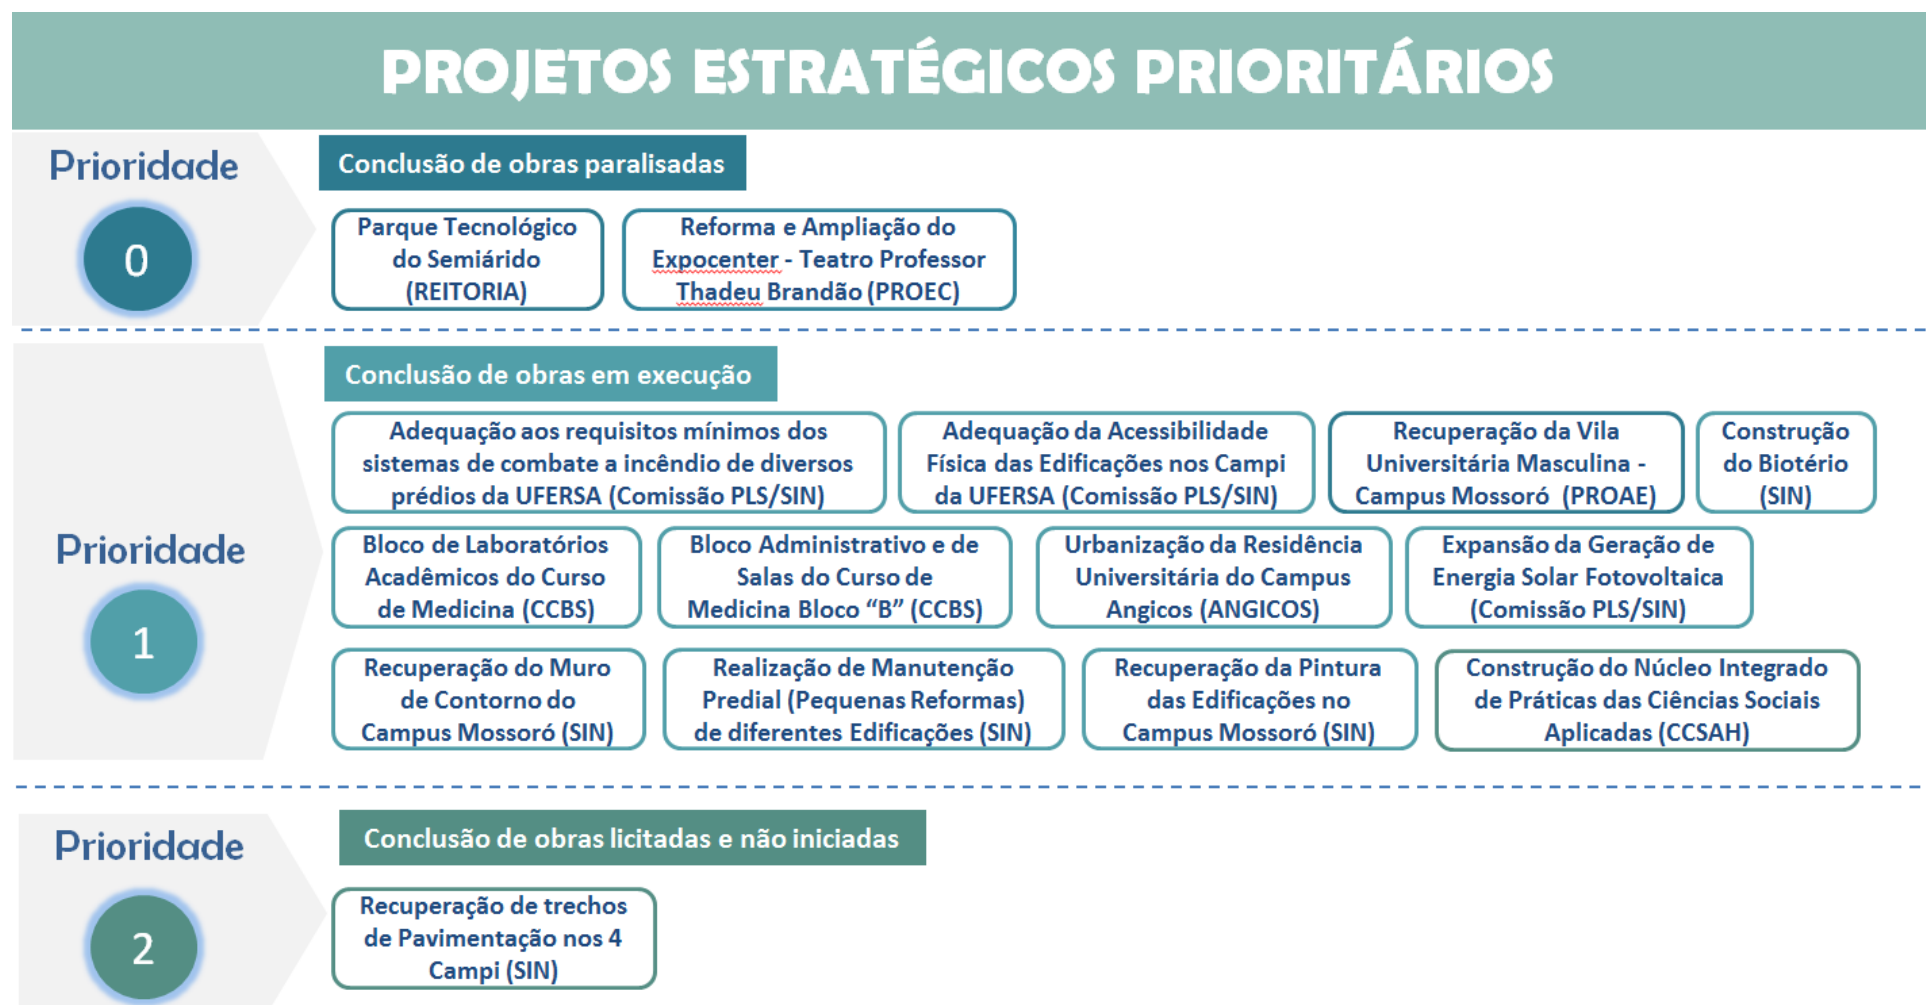 PROJETOS ESTRATÉGICOS PRIORITÁRIOS
Prioridade
0
Conclusão de obras paralisadas
Parque Tecnológico
do Semiárido
(REITORIA)
Reforma e Ampliação do
Expocenter - Teatro Professor
Thadeu Brandão (PROEC)
Prioridade
1
Conclusão de obras em execução
Adequação aos requisitos mínimos dos
sistemas de combate a incêndio de diversos
prédios da UFERSA (Comissão PLS/SIN)
Adequação da Acessibilidade
Física das Edificações nos Campi
da UFERSA (Comissão PLS/SIN)
Recuperação da Vila
Universitária Masculina -
Campus Mossoró (PROAE)
Construção
do Biotério
(SIN)
Bloco de Laboratórios
Acadêmicos do Curso
de Medicina (CCBS)
Bloco Administrativo e de
Salas do Curso de
Medicina Bloco “B” (CCBS)
Urbanização da Residência
Universitária do Campus
Angicos (ANGICOS)
Expansão da Geração de
Energia Solar Fotovoltaica
(Comissão PLS/SIN)
Recuperação do Muro
de Contorno do
Campus Mossoró (SIN)
Realização de Manutenção
Predial (Pequenas Reformas)
de diferentes Edificações (SIN)
Recuperação da Pintura
das Edificações no
Campus Mossoró (SIN)
Construção do Núcleo Integrado
de Práticas das Ciências Sociais
Aplicadas (CCSAH)
Prioridade
2
Conclusão de obras licitadas e não iniciadas
Recuperação de trechos
de Pavimentação nos 4
Campi (SIN)